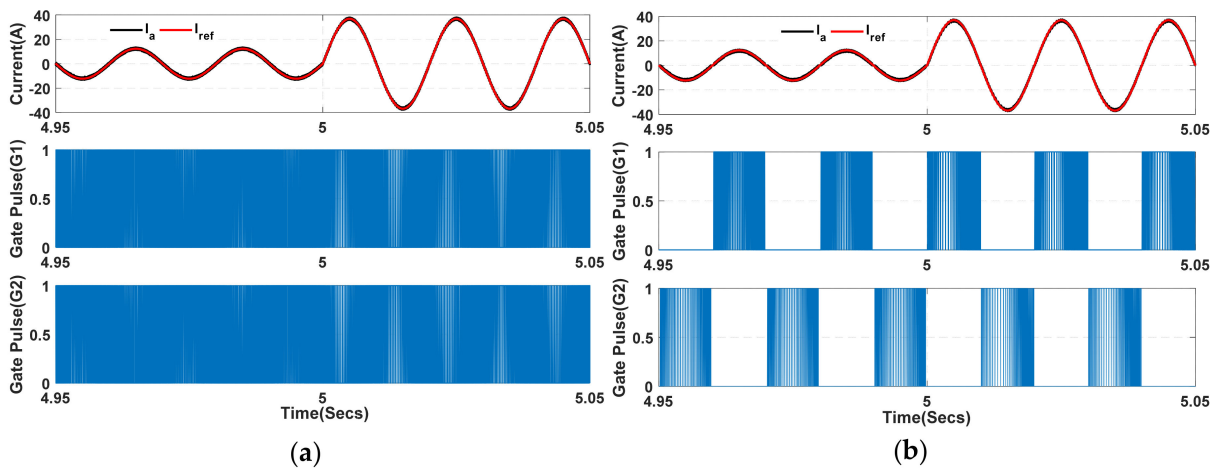 40
20
0
-20
-40
Current(A)
Ia Iref
4.95 5 5.05
1
0.5
0
Gate Pulse(G1)
4.95 5 5.05
1
0.5
0
Gate Pulse(G2)
4.95 5 5.05
Time(Secs)
(a)
40
20
0
-20
-40
Current(A)
Ia Iref
4.95 5 5.05
1
0.5
0
Gate Pulse(G1)
4.95 5 5.05
1
0.5
0
Gate Pulse(G2)
4.95 5 5.05
Time(Secs)
(b)